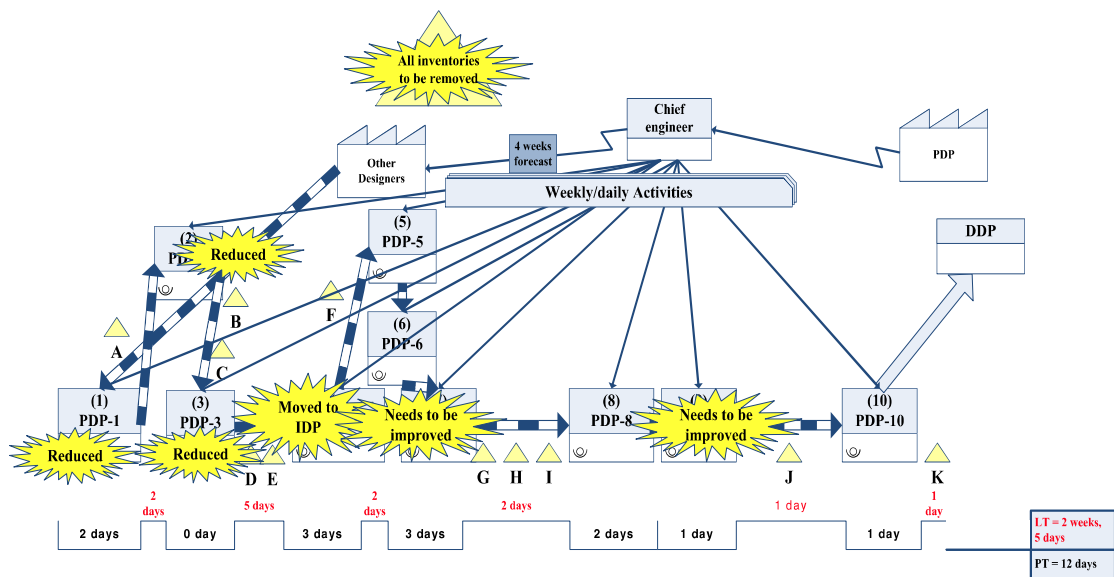 All inventories
to be removed
Chief
engineer
4 weeks
forecast
Other
Designers
PDP
Weekly/daily Activities
(2)
Reduced
(5)
PDP-5
DDP
F
B
A
C
(6)
PDP-6
(1)
PDP-1
(3)
PDP-3
Moved to
IDP
Needs to be
improved
(8)
PDP-8
Needs to be
improved
(10)
PDP-10
Reduced
Reduced
D
E
G
H
I
J
K
2
days
5 days
2
days
2 days
1 day
1
day
2 days
0 day
3 days
3 days
2 days
1 day
1 day
LT = 2 weeks,
5 days
PT = 12 days